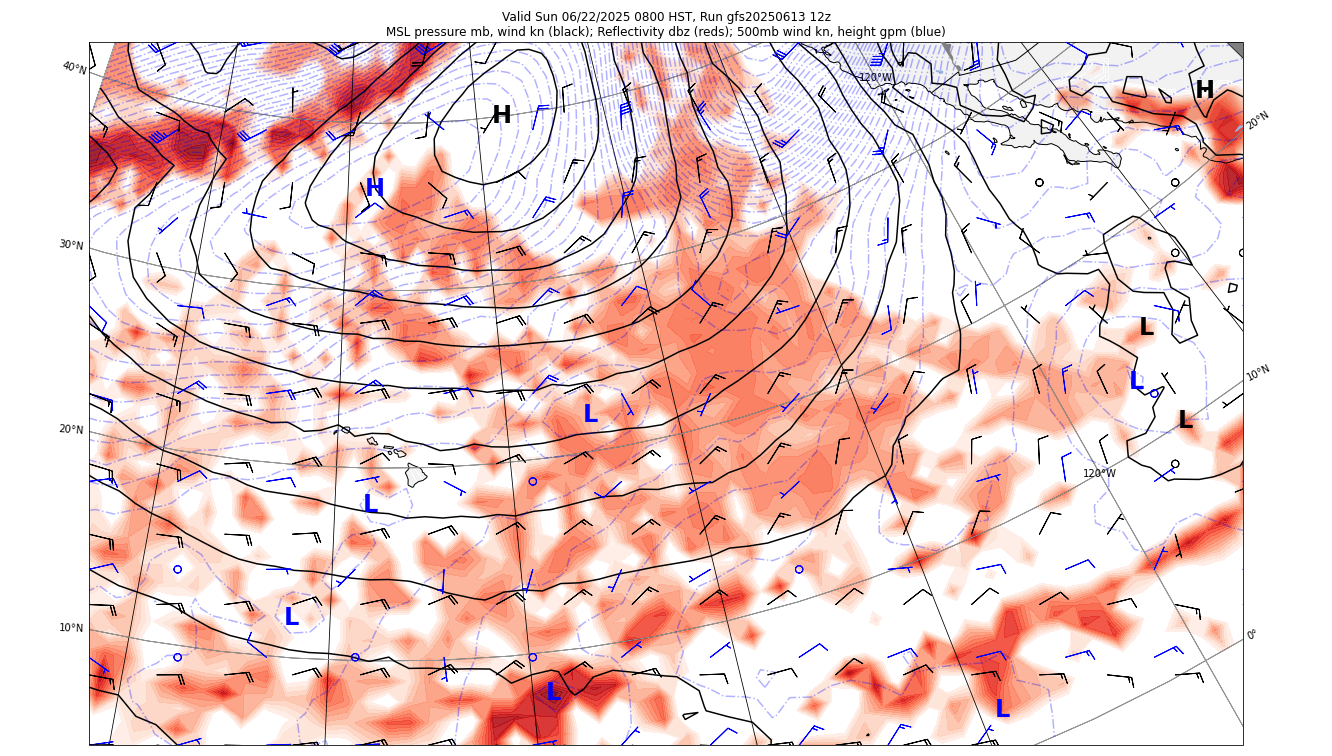 Valid Sun 06/22/2025 0800 HST, Run gfs20250613 12z
MSL pressure mb, wind kn (black); Reflectivity dbz (reds); 500mb wind kn, height gpm (blue)
40°N
120°W
H
H
20°N
H
30°N
L
10°N
L
L
20°N
L
120°W
L
L
10°N
0°
L
L